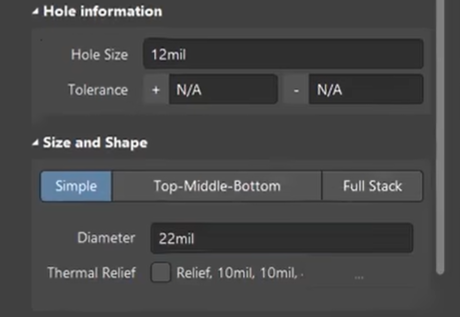 Hole information
Hole Size 12mil
Tolerance + N/A - N/A
Size and Shape
Simple Top-Middle-Bottom Full Stack
Diameter 22mil
Thermal Relief Relief, 10mil, 10mil, ...